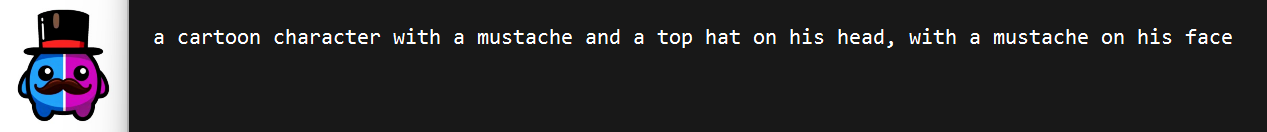 a cartoon character with a mustache and a top hat on his head, with a mustache on his face